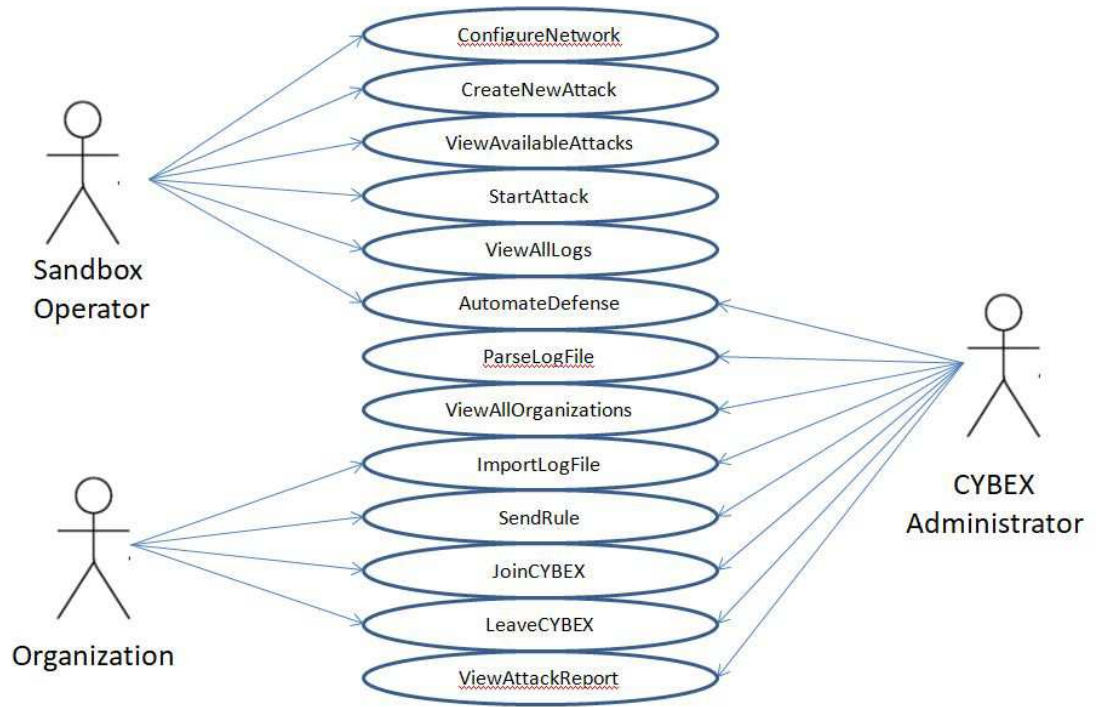 ConfigureNetwork
CreateNewAttack
ViewAvailableAttacks
StartAttack
ViewAllLogs
AutomateDefense
ParseLogFile
ViewAllOrganizations
ImportLogFile
SendRule
JoinCYBEX
LeaveCYBEX
ViewAttackReport
Sandbox
Operator
Organization
CYBEX
Administrator